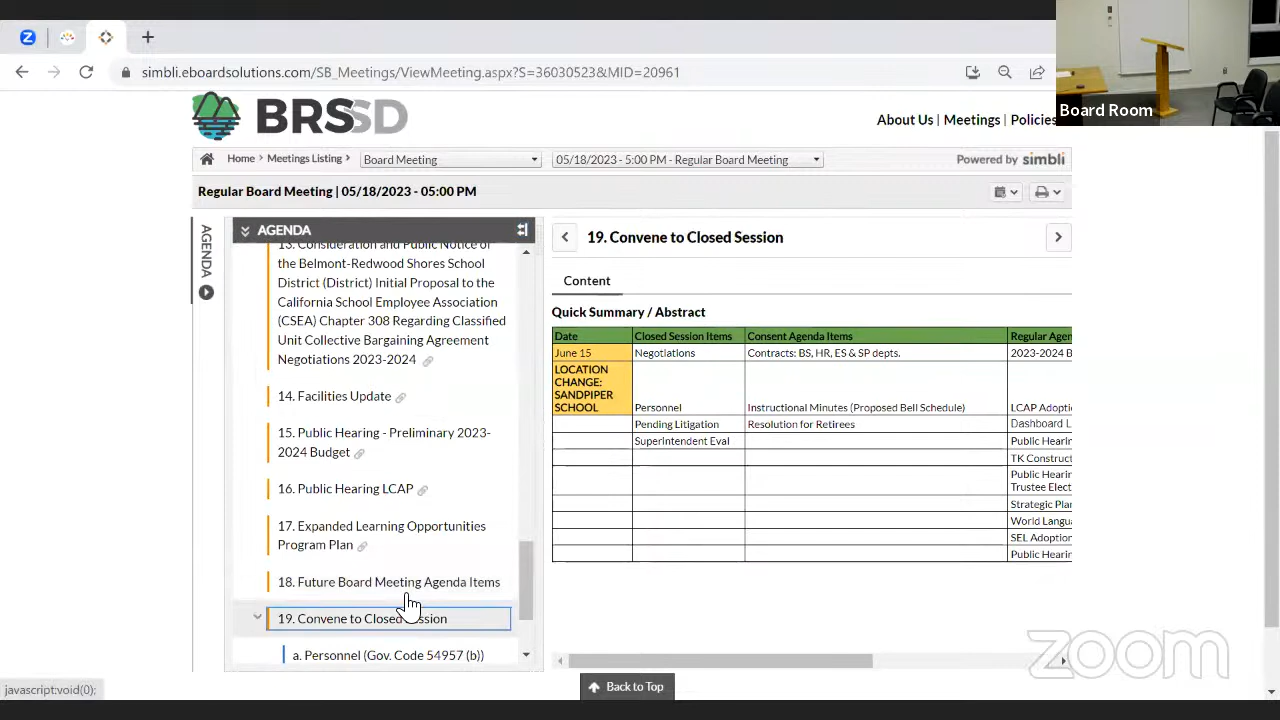 simbli.eboardsolutions.com/SB_Meetings/ViewMeeting.aspx?S=36030523&MID=20961
Board Room
BRSSD
About Us | Meetings | Policies
Home > Meetings Listing > Board Meeting 05/18/2023 - 5:00 PM - Regular Board Meeting Powered by simbli
Regular Board Meeting | 05/18/2023 - 05:00 PM
AGENDA
AGENDA
13. Consideration and Public Notice of
the Belmont-Redwood Shores School
District (District) Initial Proposal to the
California School Employee Association
(CSEA) Chapter 308 Regarding Classified
Unit Collective Bargaining Agreement
Negotiations 2023-2024
14. Facilities Update
15. Public Hearing - Preliminary 2023-
2024 Budget
16. Public Hearing LCAP
17. Expanded Learning Opportunities
Program Plan
18. Future Board Meeting Agenda Items
19. Convene to Closed Session
a. Personnel (Gov. Code 54957 (b))
19. Convene to Closed Session
Content
Quick Summary / Abstract
Date Closed Session Items Consent Agenda Items Regular Agen
June 15 Negotiations Contracts: BS, HR, ES & SP depts. 2023-2024 B
LOCATION
CHANGE:
SANDPIPER
SCHOOL Personnel Instructional Minutes (Proposed Bell Schedule) LCAP Adopti
Pending Litigation Resolution for Retirees Dashboard L
Superintendent Eval Public Hearin
TK Construct
Public Hearin
Trustee Elect
Strategic Plan
World Langua
SEL Adoption
Public Hearin
zoom
Back to Top
javascript:void(0);